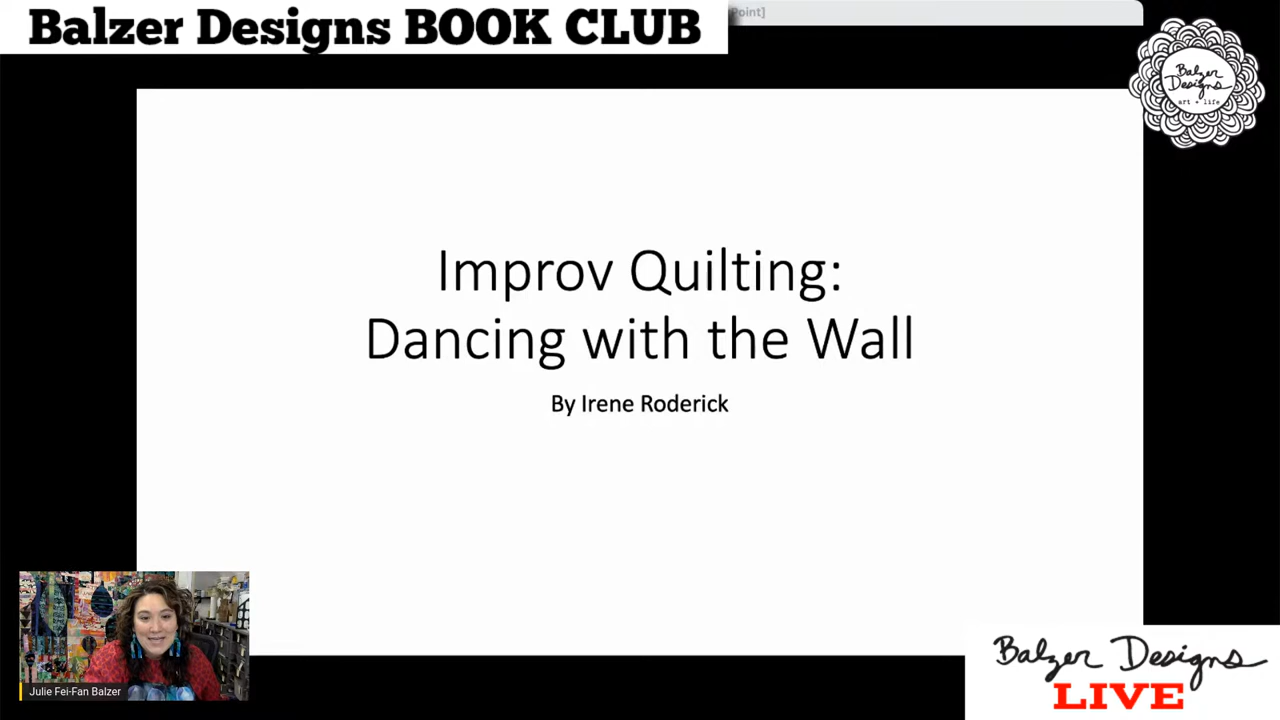 Balzer Designs BOOK CLUB
Point]
Balzer
Designs
art + life
Improv Quilting:
Dancing with the Wall
By Irene Roderick
Julie Fei-Fan Balzer
Balzer Designs
LIVE